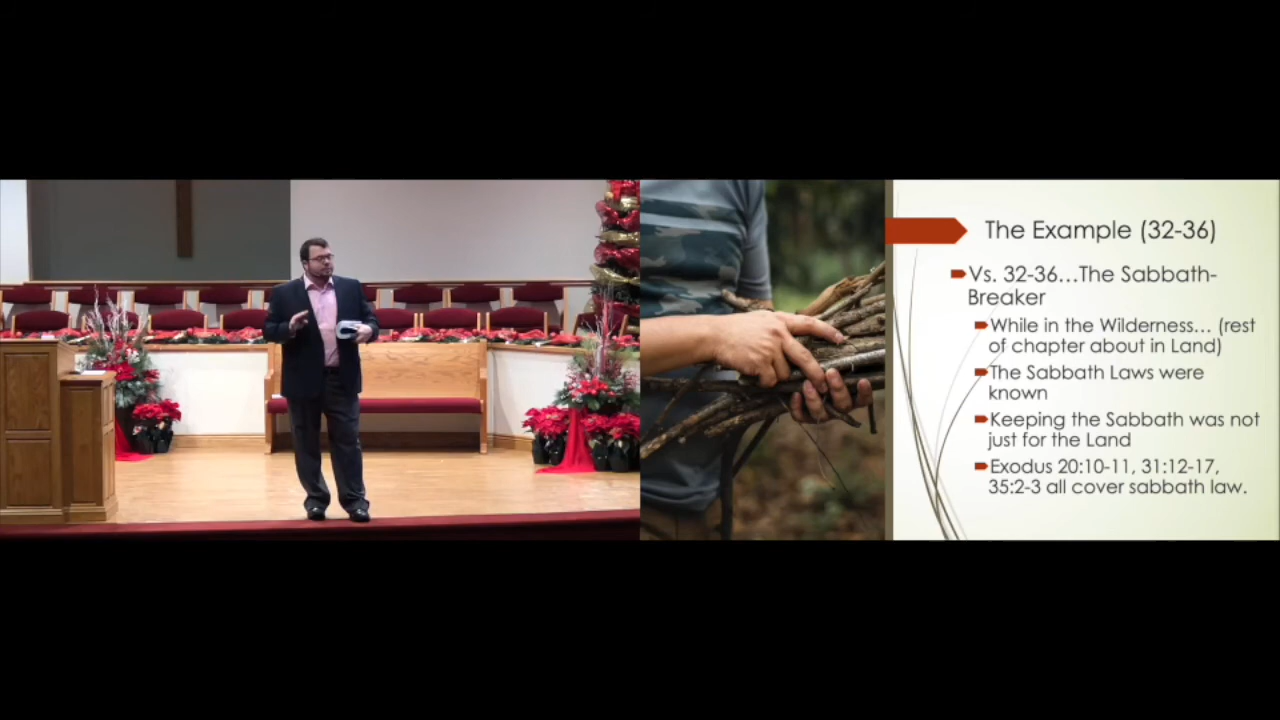 The Example (32-36)
Vs. 32-36...The Sabbath-
Breaker
While in the Wilderness... (rest
of chapter about in Land)
The Sabbath Laws were
known
Keeping the Sabbath was not
just for the Land
Exodus 20:10-11, 31:12-17,
35:2-3 all cover sabbath law.